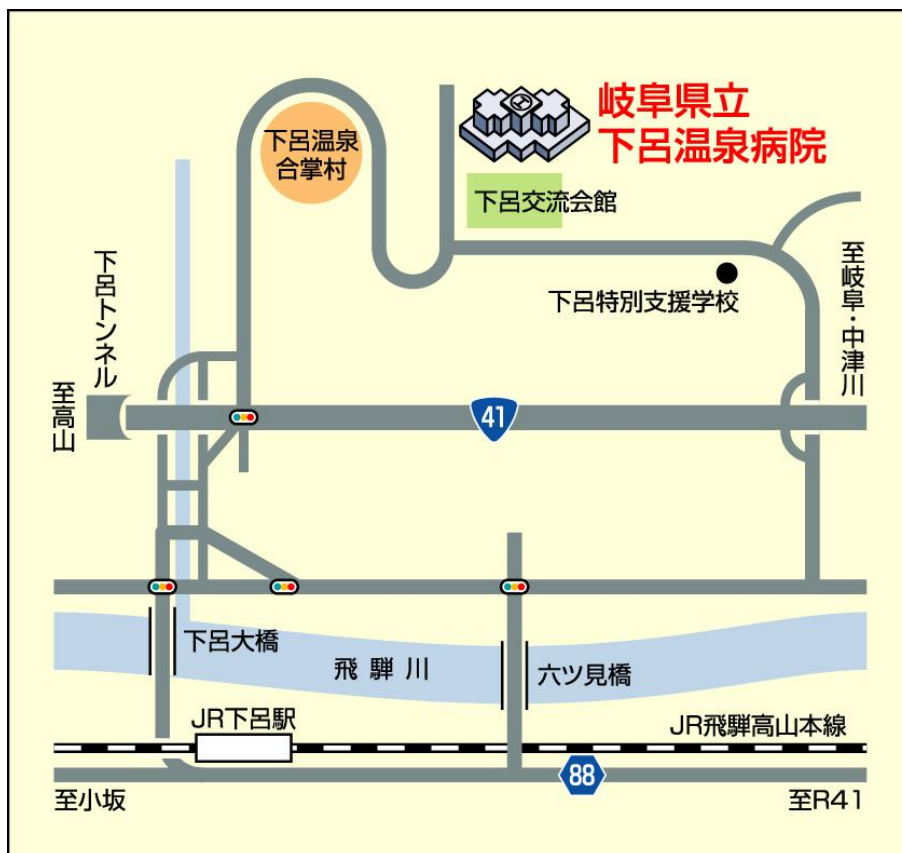 岐阜県立
下呂温泉病院
下呂温泉
合掌村
下呂交流会館
下呂特別支援学校
至岐阜・中津川
下呂トンネル
至高山
41
下呂大橋
飛騨川
六ツ見橋
JR下呂駅
JR飛騨高山本線
88
至小坂
至R41